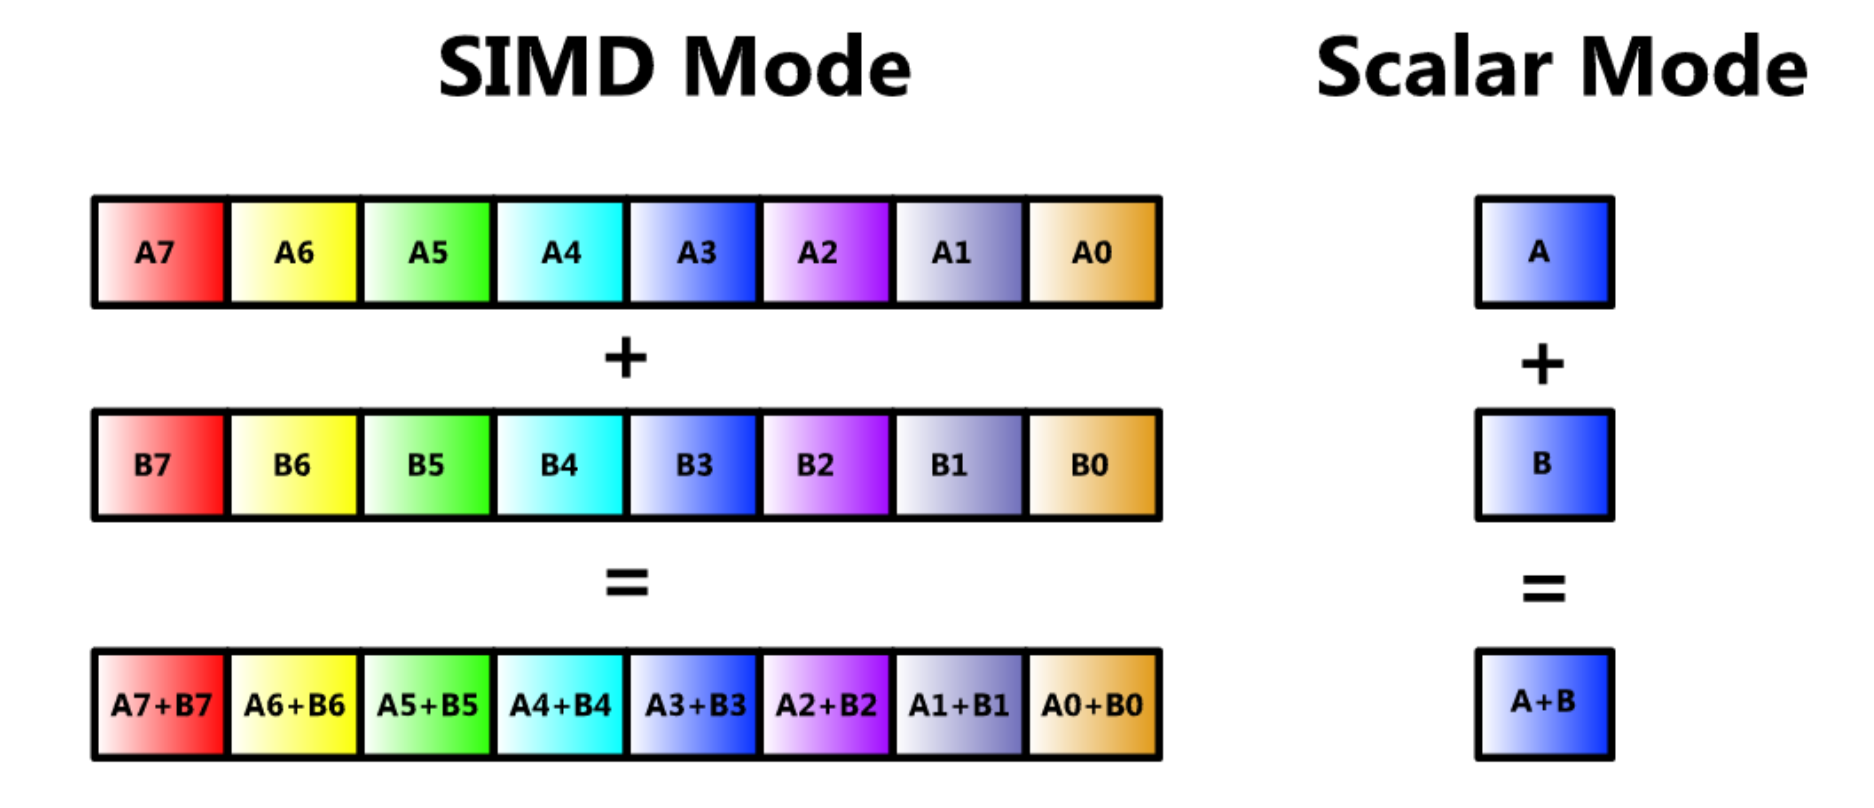 SIMD Mode Scalar Mode
A7 A6 A5 A4 A3 A2 A1 A0 A
+ +
B7 B6 B5 B4 B3 B2 B1 B0 B
= =
A7+B7 A6+B6 A5+B5 A4+B4 A3+B3 A2+B2 A1+B1 A0+B0 A+B